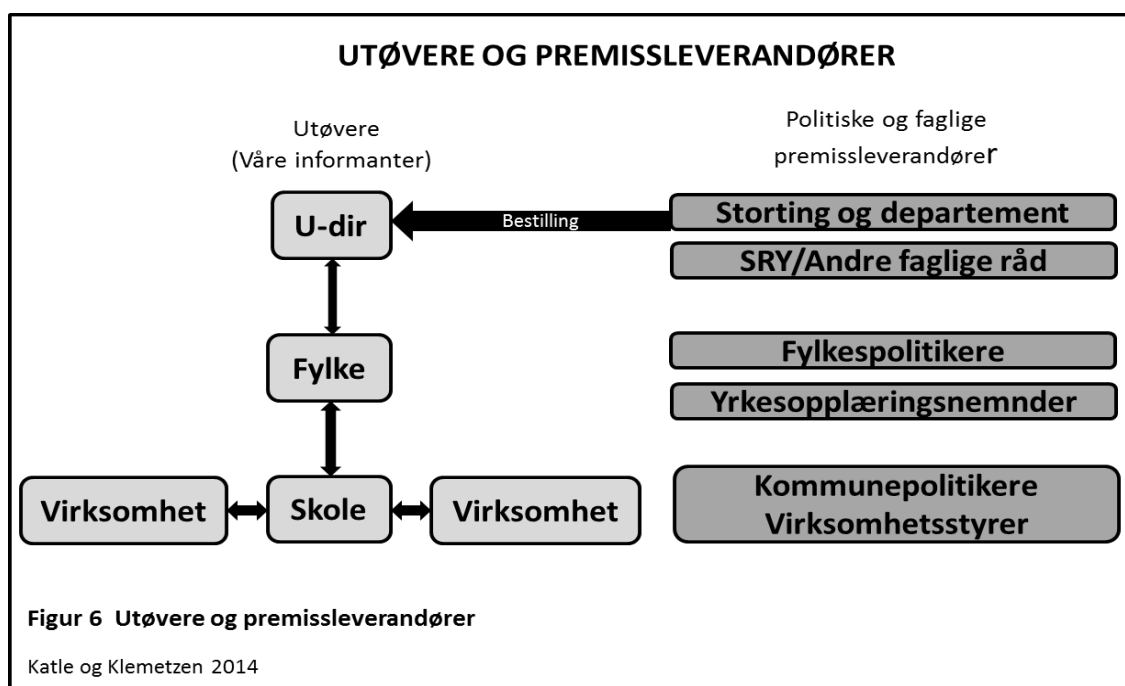 UTØVERE OG PREMISSLEVERANDØRER
Utøvere
(Våre informanter)
Politiske og faglige
premissleverandører
U-dir
Bestilling
Storting og departement
SRY/Andre faglige råd
Fylke
Fylkespolitikere
Yrkesopplæringsnemnder
Virksomhet
Skole
Virksomhet
Kommunepolitikere
Virksomhetsstyrer
Figur 6 Utøvere og premissleverandører
Katle og Klemetzen 2014